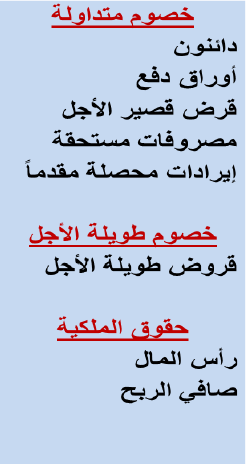 خصوم متداولة
دائنون
أوراق دفع
قرض قصير الأجل
مصروفات مستحقة
إيرادات محصلة مقدماً
خصوم طويلة الأجل
قروض طويلة الأجل
حقوق الملكية
رأس المال
صافي الربح